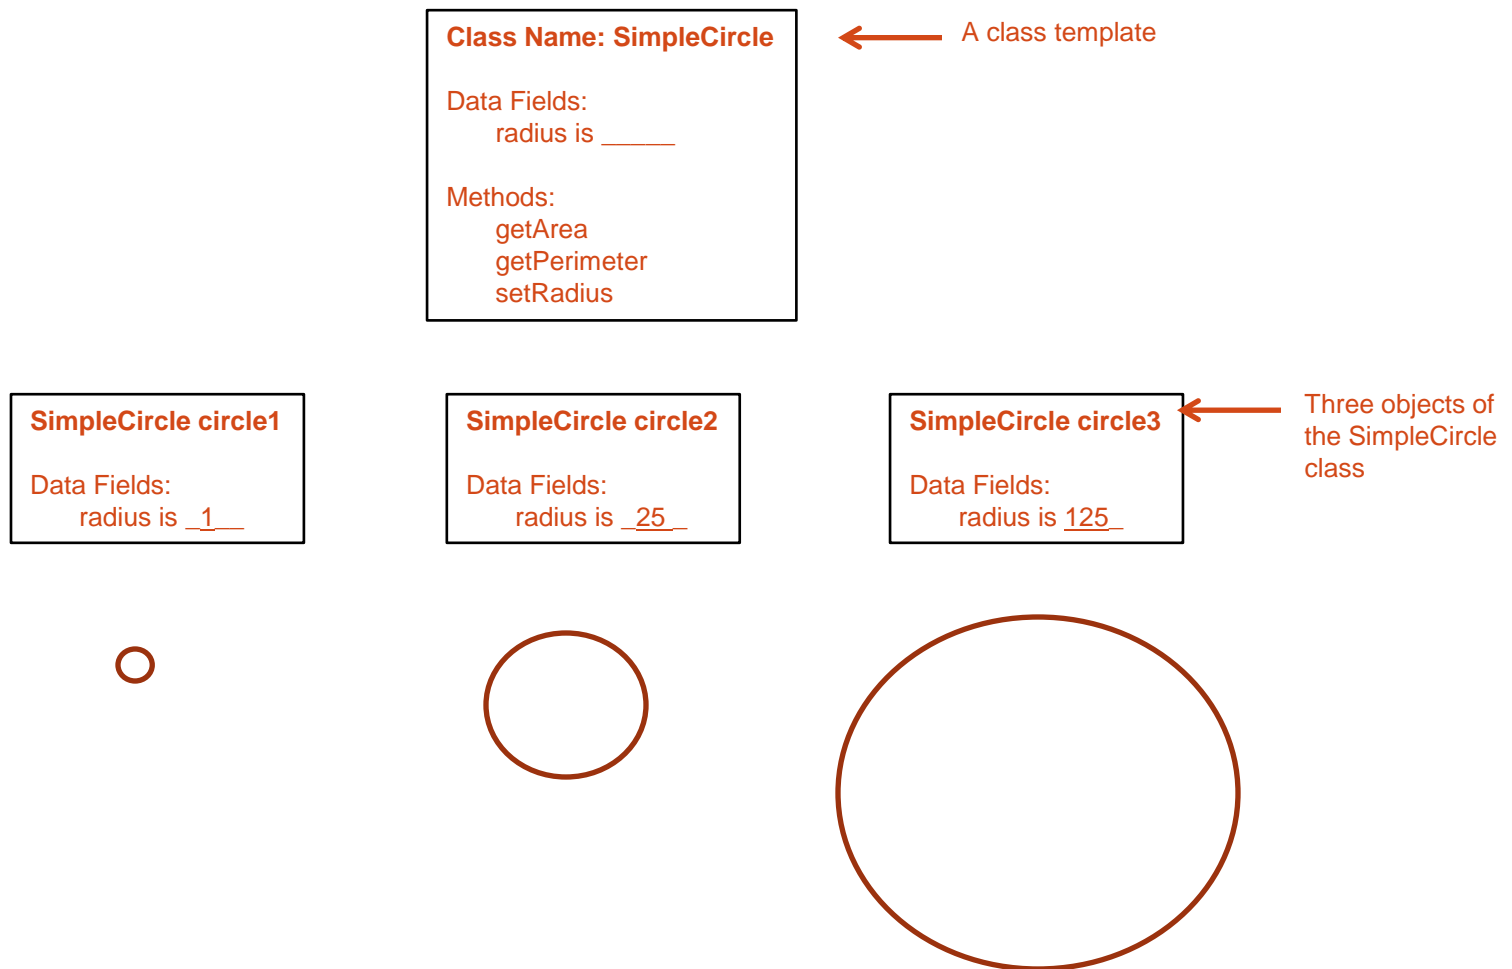 Class Name: SimpleCircle
A class template
Data Fields:
radius is _____
Methods:
getArea
getPerimeter
setRadius
SimpleCircle circle1
Data Fields:
radius is _1__
SimpleCircle circle2
Data Fields:
radius is _25_
SimpleCircle circle3
Data Fields:
radius is 125_
Three objects of
the SimpleCircle
class